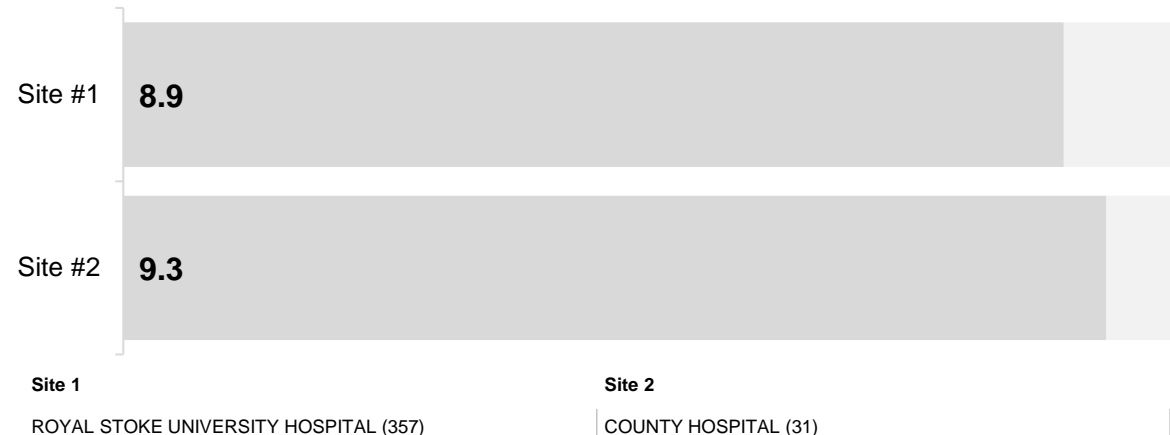 Site #1 8.9
Site #2 9.3
Site 1 Site 2
ROYAL STOKE UNIVERSITY HOSPITAL (357) COUNTY HOSPITAL (31)